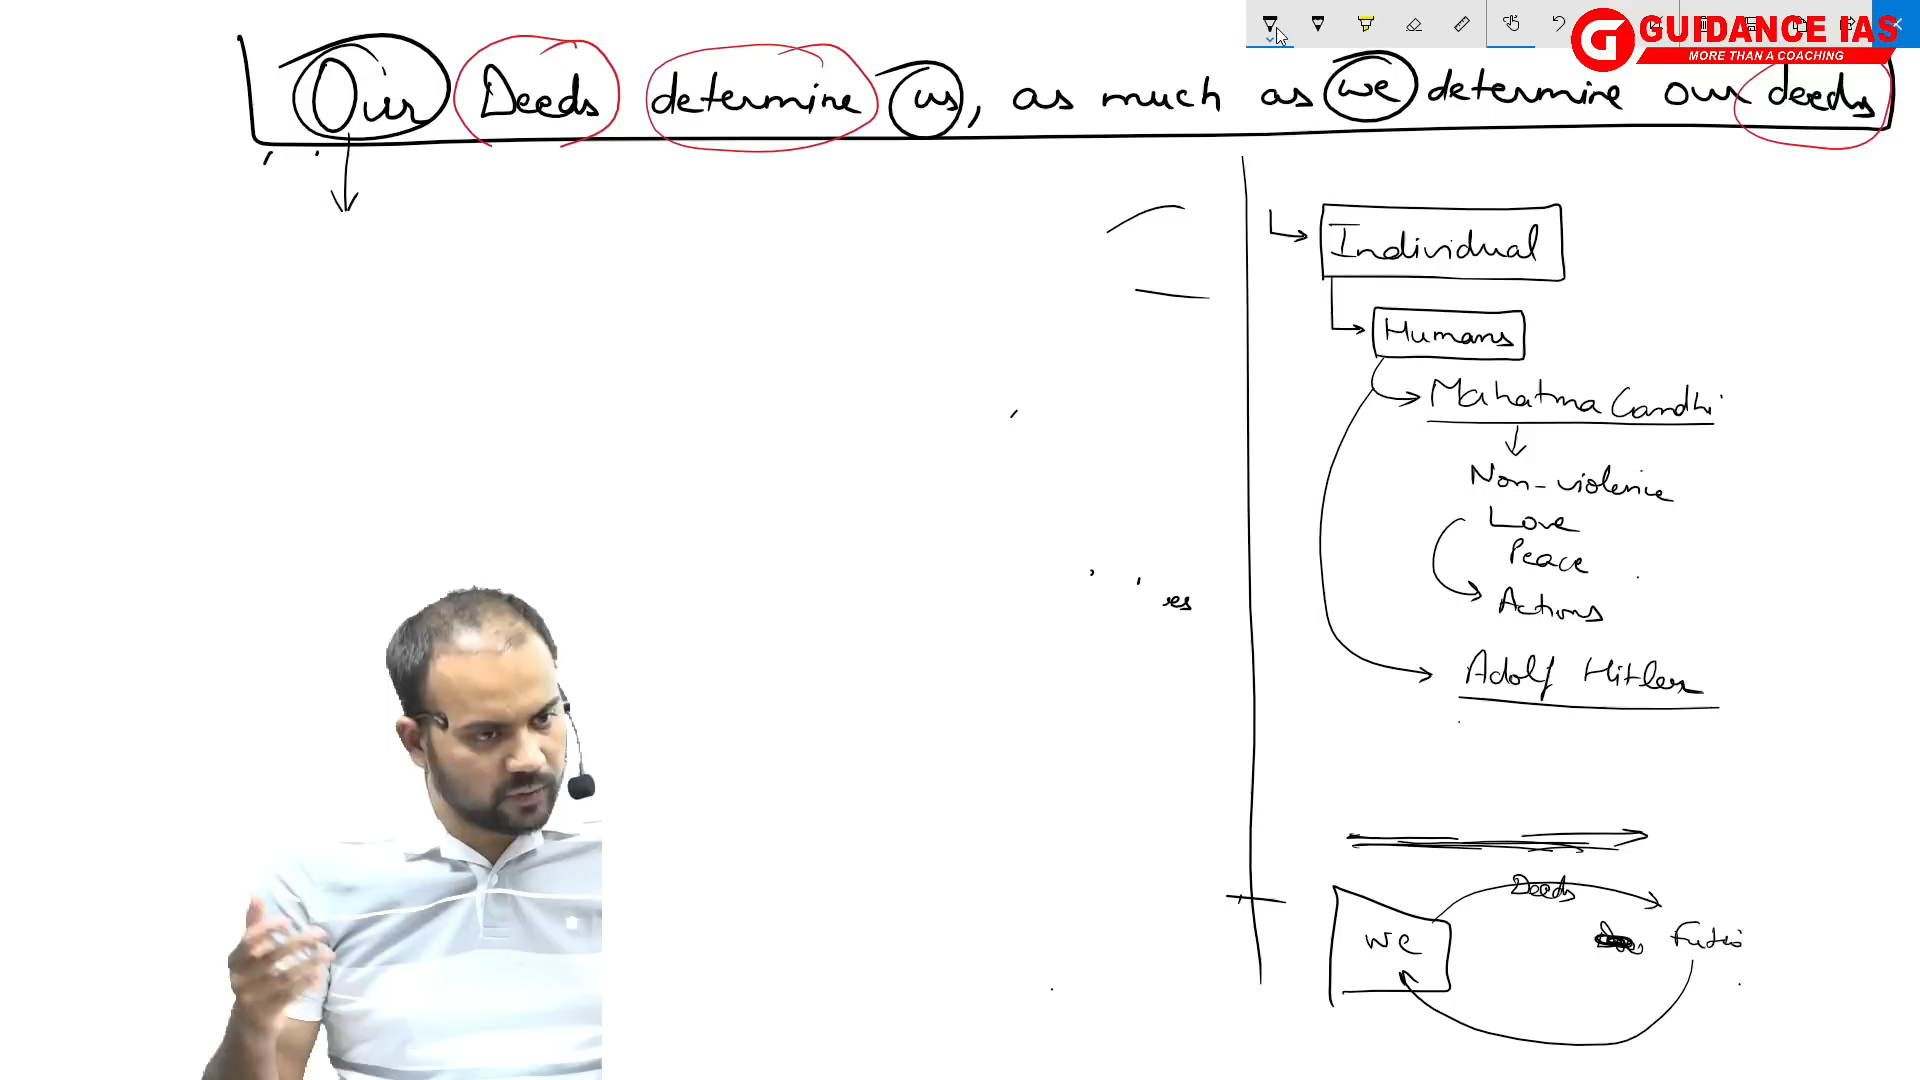 GUIDANCE IAS
MORE THAN A COACHING
Our Deeds determine us, as much as we determine our deeds
Individual
Humans
Mahatma Gandhi
Non-violence
Love
Peace
Actions
Adolf Hitler
Deeds
we